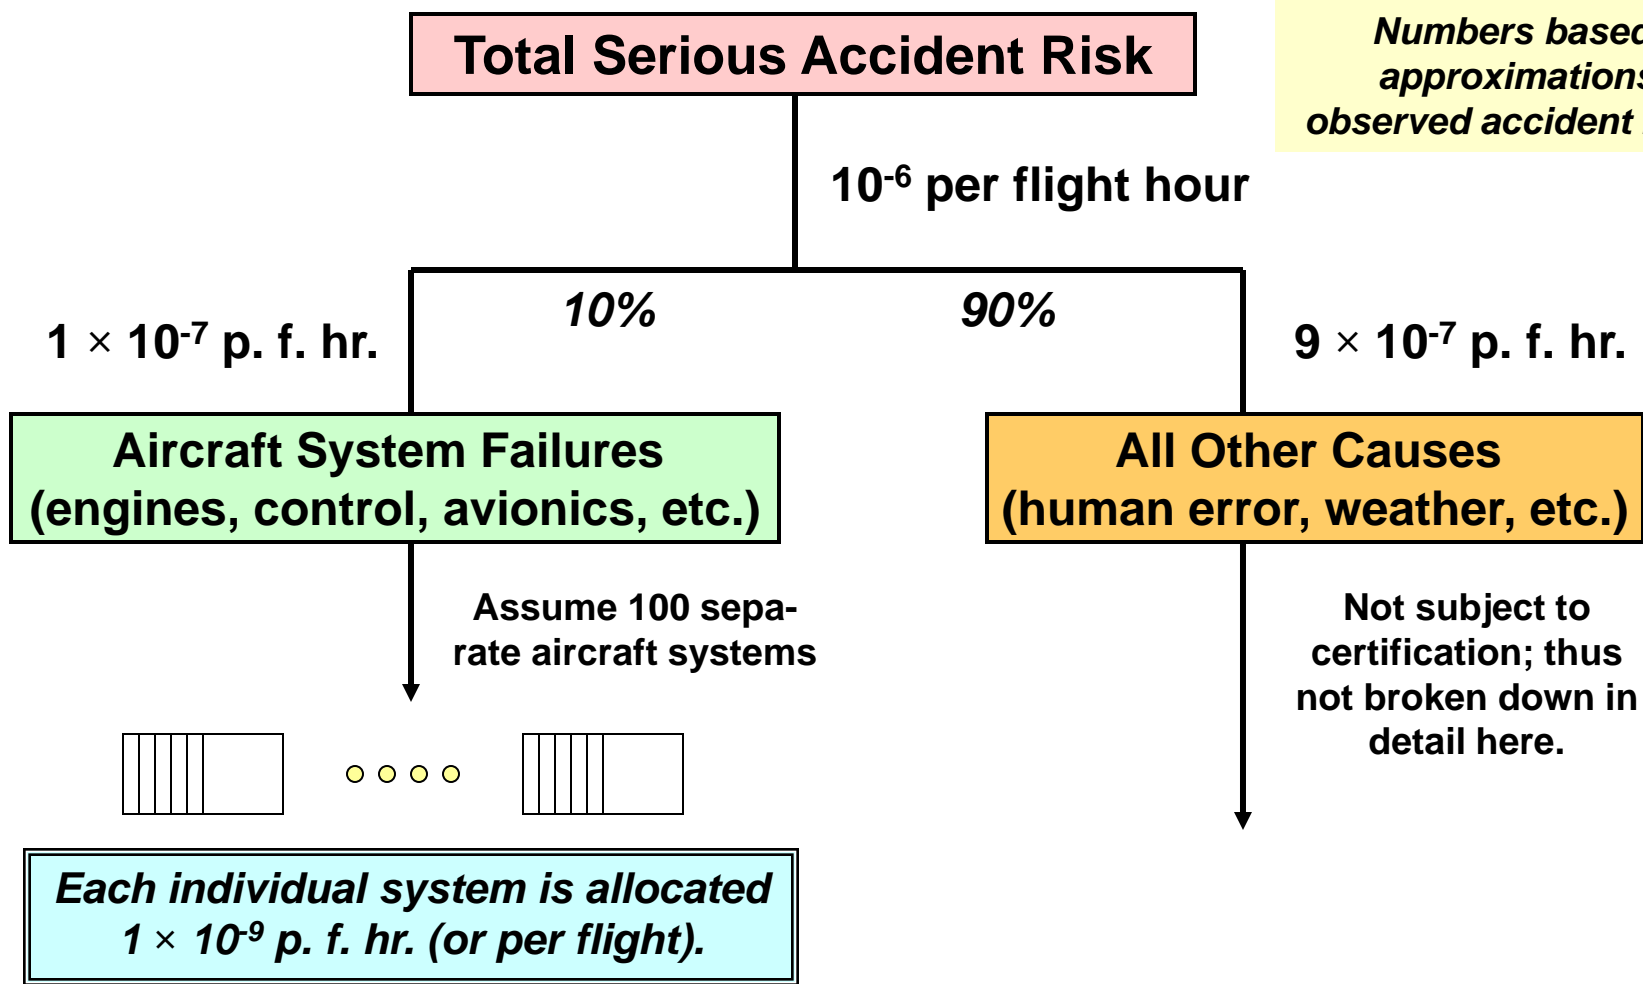 Total Serious Accident Risk
Numbers based
approximations
observed accident
10⁻⁶ per flight hour
10%
90%
1 × 10⁻⁷ p. f. hr.
9 × 10⁻⁷ p. f. hr.
Aircraft System Failures
(engines, control, avionics, etc.)
All Other Causes
(human error, weather, etc.)
Assume 100 sepa-
rate aircraft systems
Not subject to
certification; thus
not broken down in
detail here.
Each individual system is allocated
1 × 10⁻⁹ p. f. hr. (or per flight).